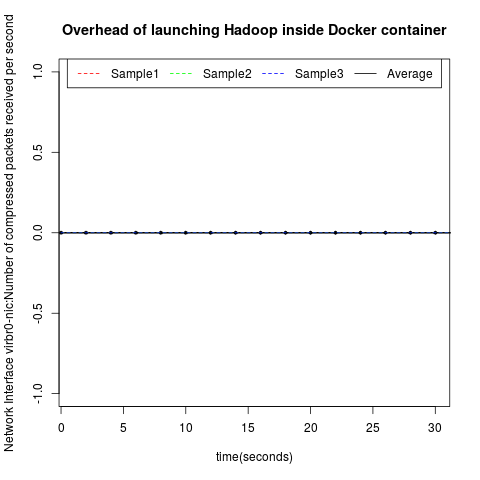 Overhead of launching Hadoop inside Docker container
Network Interface virbr0-nic:Number of compressed packets received per second
Sample1 Sample2 Sample3 Average
1.0
0.5
0.0
-0.5
-1.0
0 5 10 15 20 25 30
time(seconds)